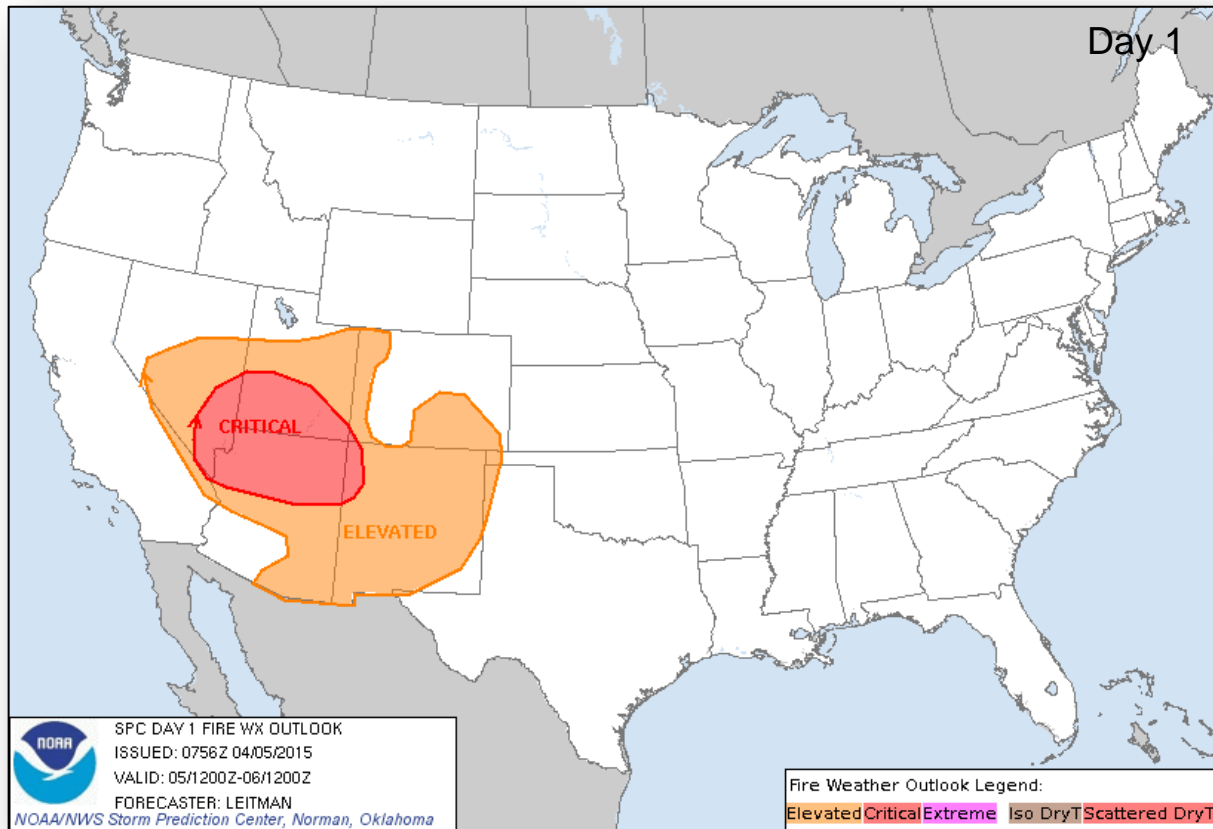 Day 1
CRITICAL
ELEVATED
NOAA
SPC DAY 1 FIRE WX OUTLOOK
ISSUED: 0756Z 04/05/2015
VALID: 05/1200Z-06/1200Z
FORECASTER: LEITMAN
NOAA/NWS Storm Prediction Center, Norman, Oklahoma
Fire Weather Outlook Legend:
Elevated Critical Extreme Iso DryT Scattered DryT